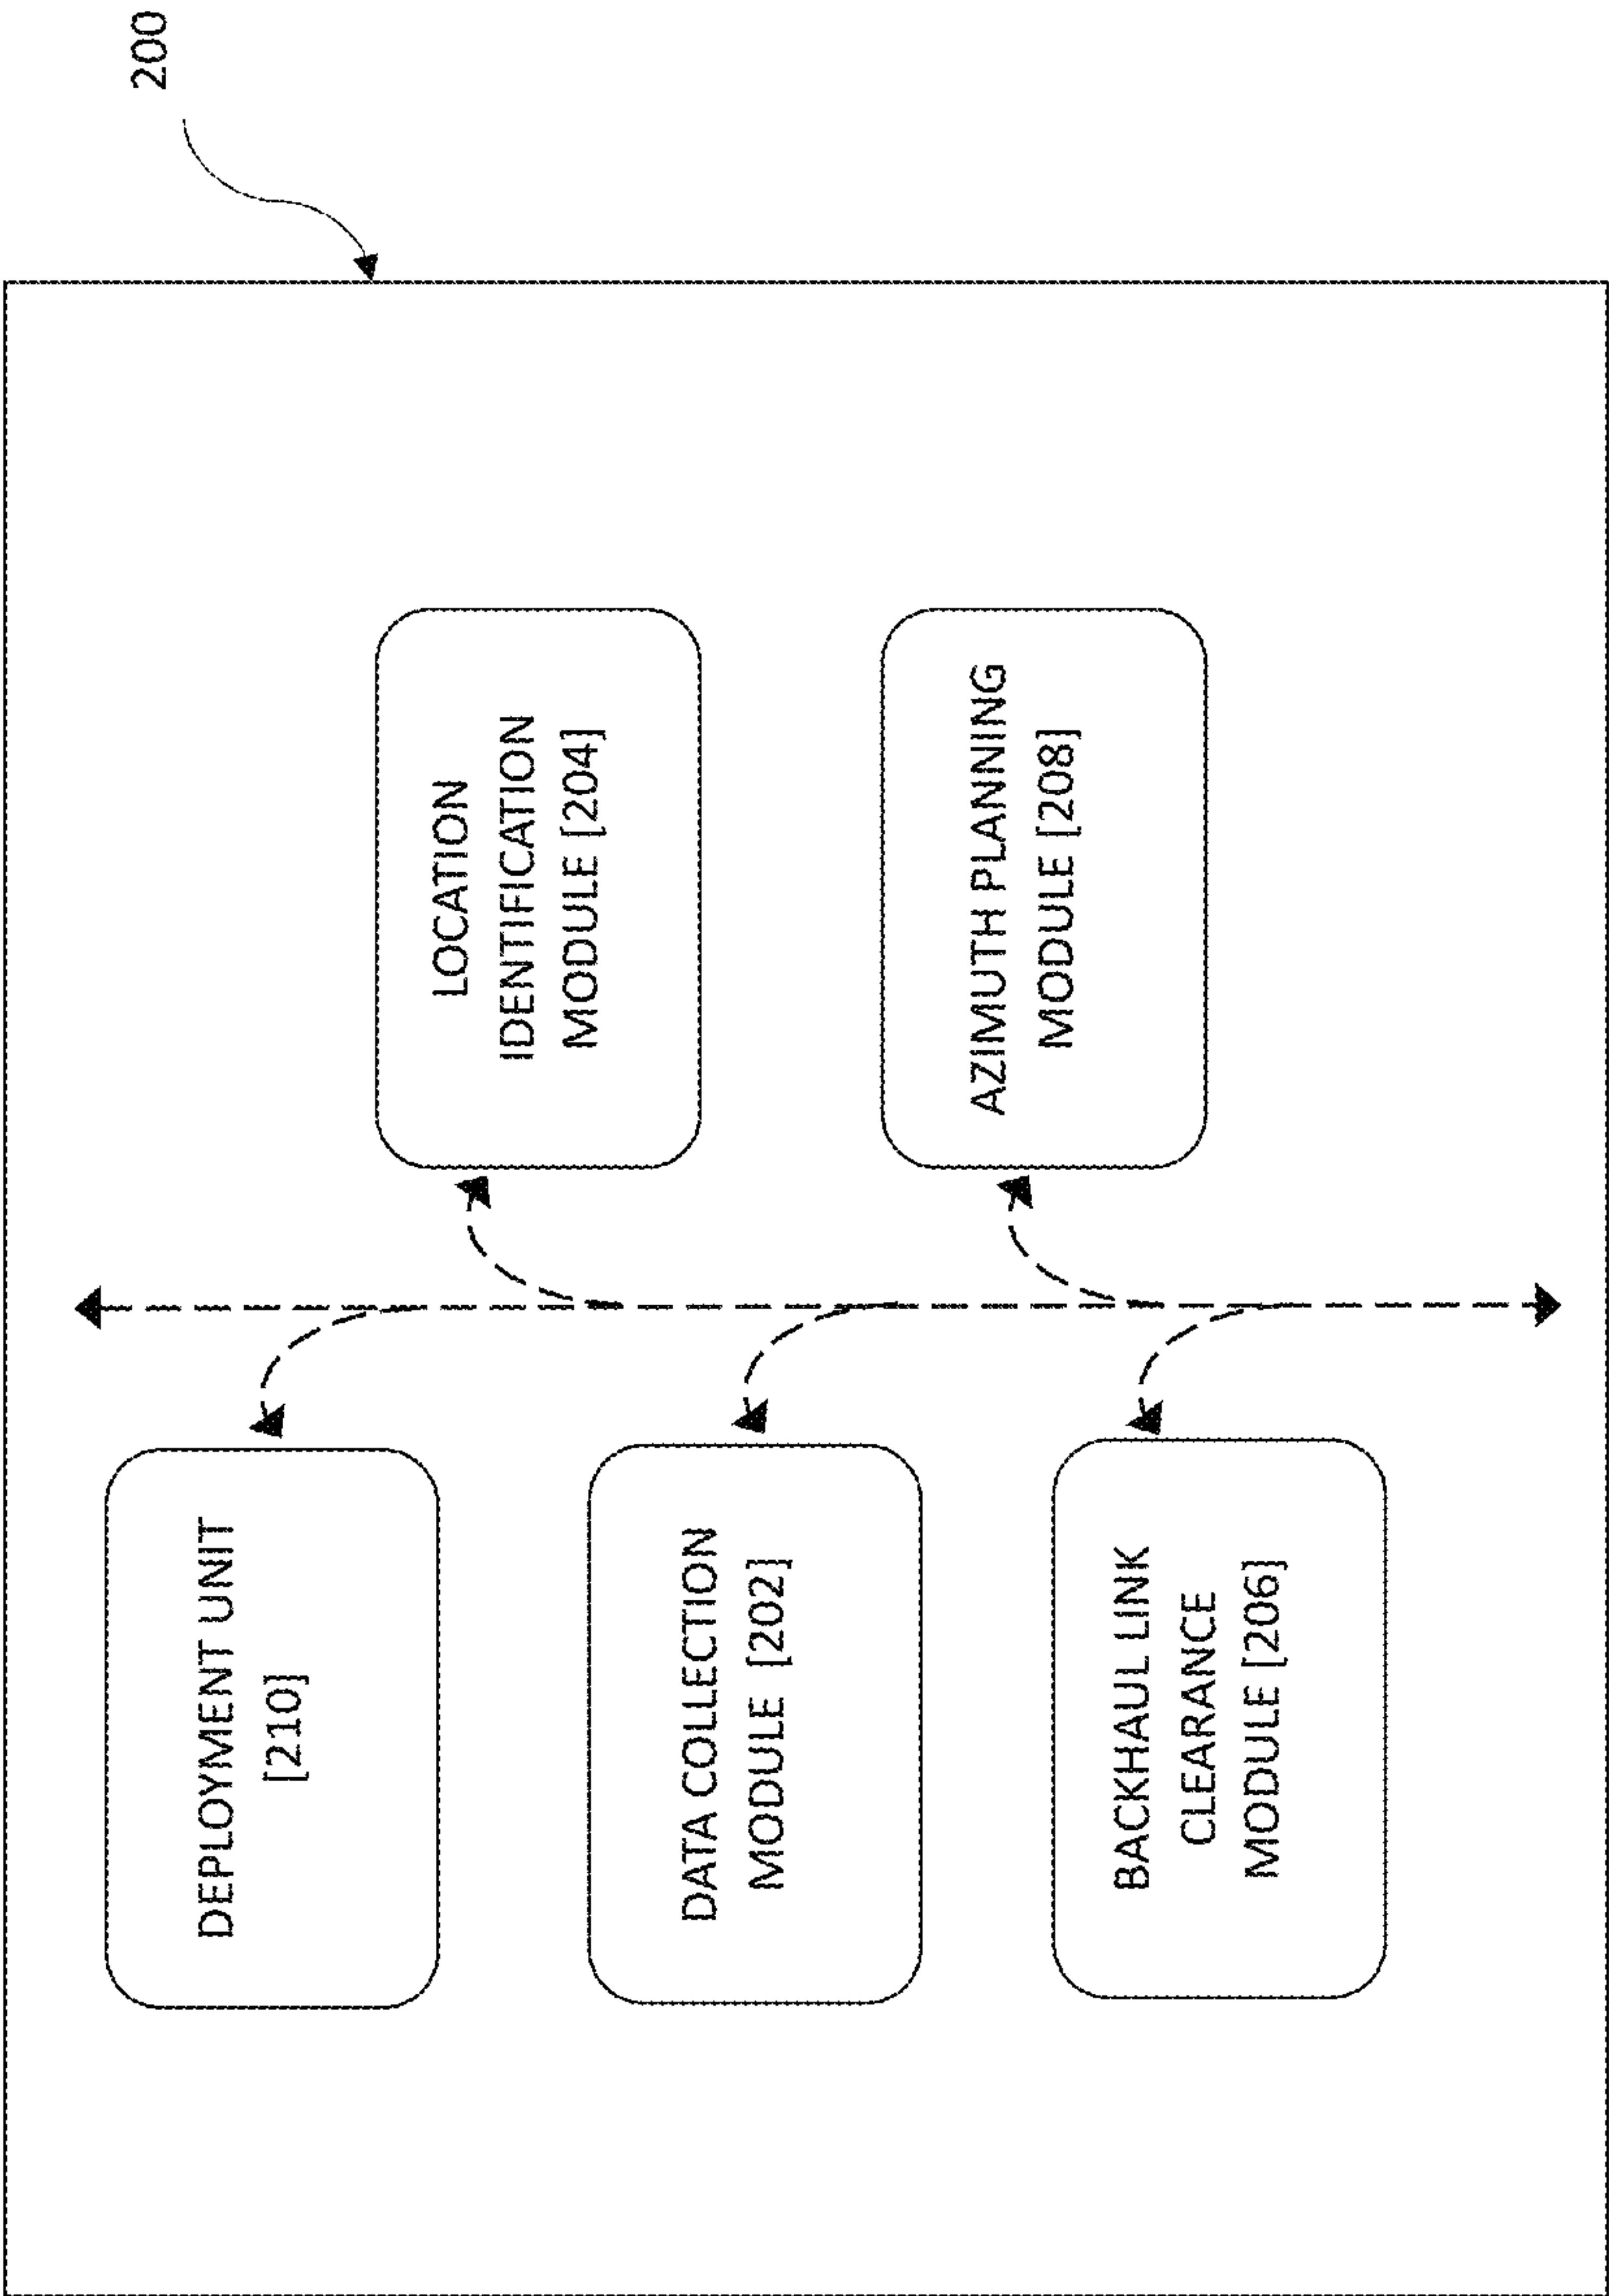 200
DEPLOYMENT UNIT
[210]
LOCATION
IDENTIFICATION
MODULE [204]
DATA COLLECTION
MODULE [202]
AZIMUTH PLANNING
MODULE [208]
BACKHAUL LINK
CLEARANCE
MODULE [206]